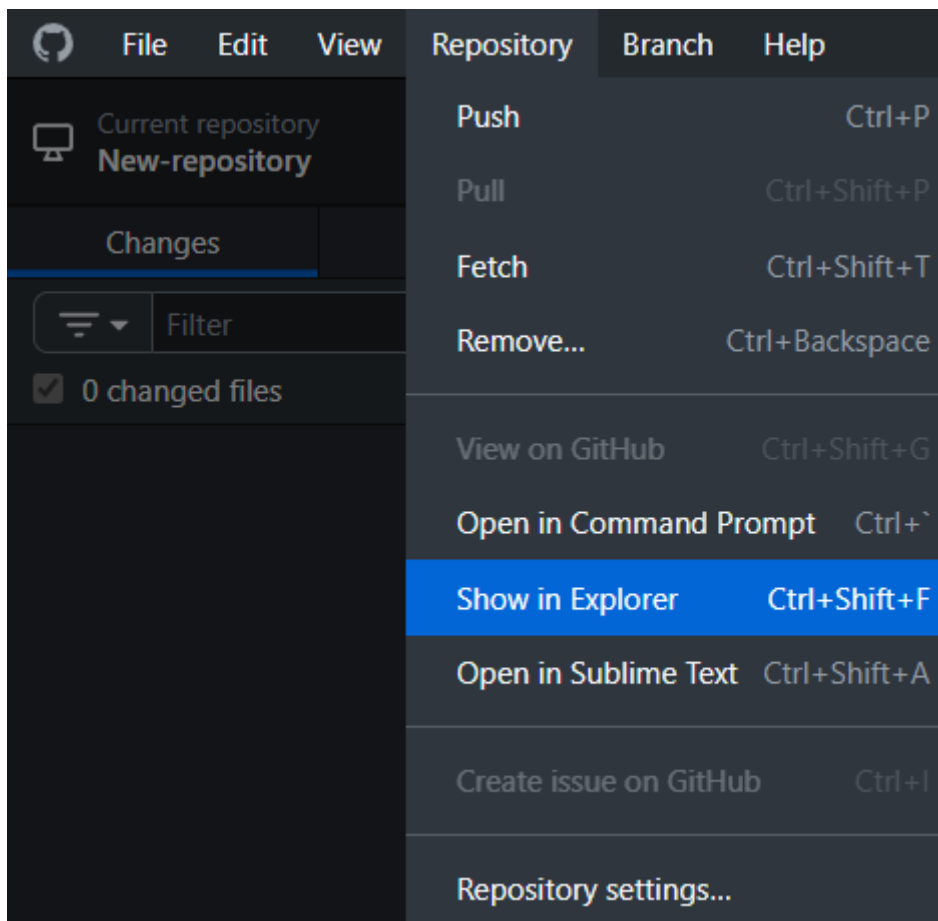 File Edit View Repository Branch Help
Current repository
New-repository
Changes
Filter
0 changed files
Push Ctrl+P
Pull Ctrl+Shift+P
Fetch Ctrl+Shift+T
Remove... Ctrl+Backspace
View on GitHub Ctrl+Shift+G
Open in Command Prompt Ctrl+`
Show in Explorer Ctrl+Shift+F
Open in Sublime Text Ctrl+Shift+A
Create issue on GitHub Ctrl+I
Repository settings...